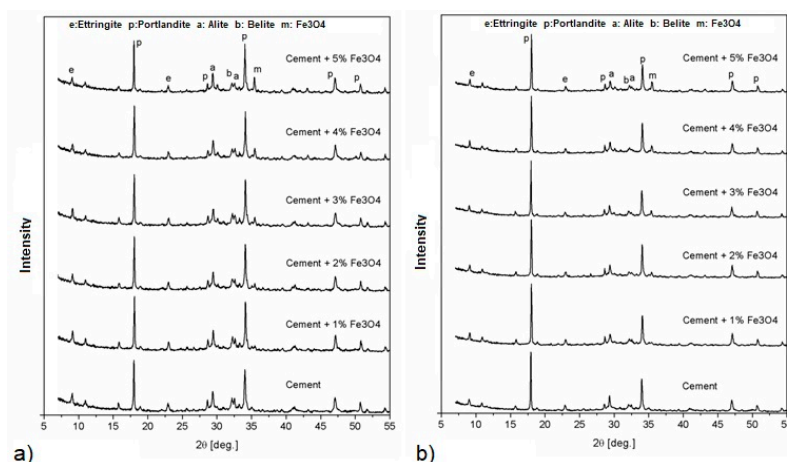 e:Ettringite p:Portlandite a: Alite b: Belite m: Fe3O4
p
p
Cement + 5% Fe3O4
e
e
p
a
b
a
m
p
p
Cement + 4% Fe3O4
Cement + 3% Fe3O4
Cement + 2% Fe3O4
Cement + 1% Fe3O4
Cement
Intensity
5 10 15 20 25 30 35 40 45 50 55
2θ [deg.]
a)
e:Ettringite p:Portlandite a: Alite b: Belite m: Fe3O4
p
Cement + 5% Fe3O4
p
e
e
p
a
b
a
m
p
p
Cement + 4% Fe3O4
Cement + 3% Fe3O4
Cement + 2% Fe3O4
Cement + 1% Fe3O4
Cement
Intensity
5 10 15 20 25 30 35 40 45 50 55
2θ [deg.]
b)